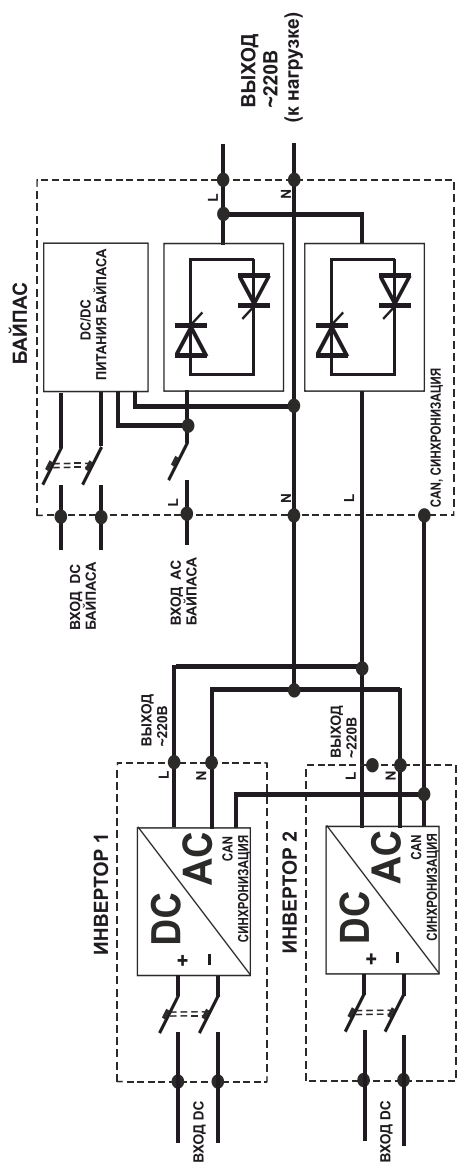 БАЙПАС
DC/DC
ПИТАНИЯ БАЙПАСА
ВЫХОД
~220В
(к нагрузке)
L
N
ВХОД DC
БАЙПАСА
ВХОД AC
БАЙПАСА
L
N
L
CAN, СИНХРОНИЗАЦИЯ
ИНВЕРТОР 1
ВЫХОД
~220В
L
N
DC
AC
+
–
CAN
СИНХРОНИЗАЦИЯ
ВХОД DC
ИНВЕРТОР 2
ВЫХОД
~220В
L
N
DC
AC
+
–
CAN
СИНХРОНИЗАЦИЯ
ВХОД DC